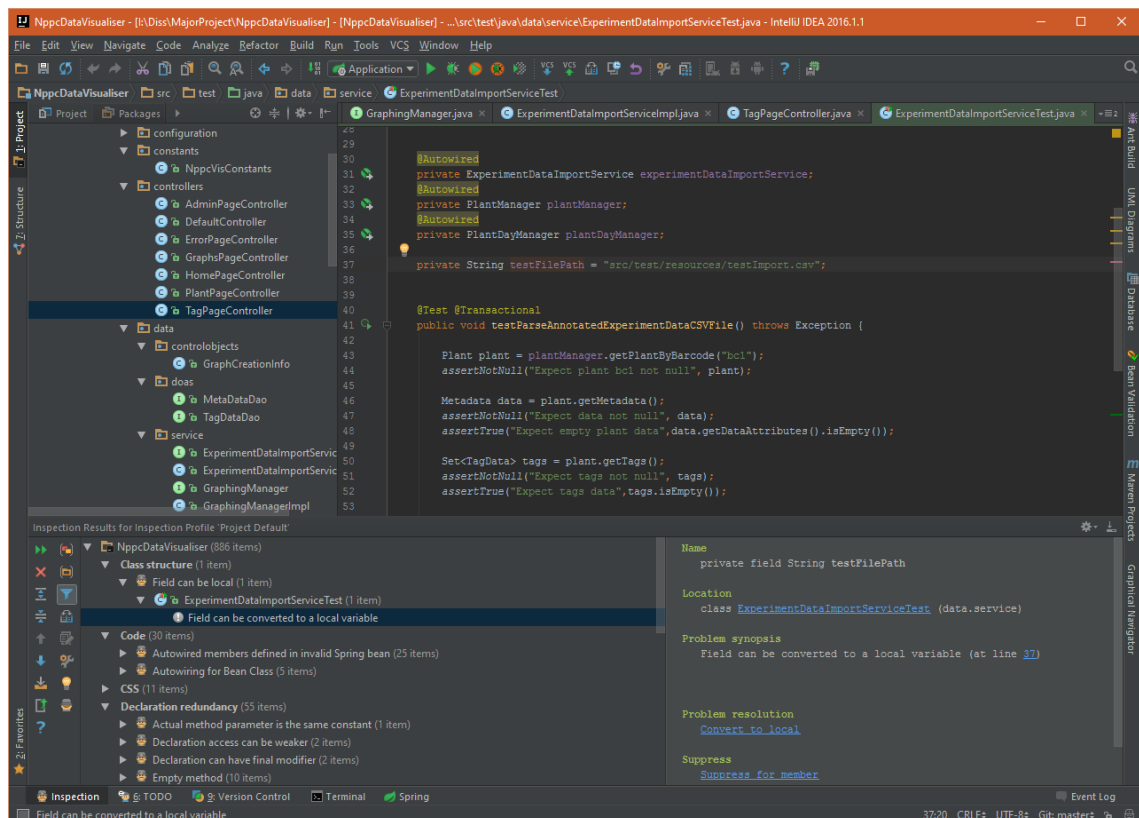 NppcDataVisualiser - [I:\Diss\MajorProject\NppcDataVisualiser] - [NppcDataVisualiser] - ...\src\test\java\data\service\ExperimentDataImportServiceTest.java - IntelliJ IDEA 2016.1.1
File Edit View Navigate Code Analyze Refactor Build Run Tools VCS Window Help
Application
NppcDataVisualiser src test java data service ExperimentDataImportServiceTest
Project Packages
GraphingManager.java ExperimentDataImportServiceImpl.java TagPageController.java ExperimentDataImportServiceTest.java
1: Project
7: Structure
2: Favorites
configuration
constants
NppcVisConstants
controllers
AdminPageController
DefaultController
ErrorPageController
GraphsPageController
HomePageController
PlantPageController
TagPageController
data
controlobjects
GraphCreationInfo
doas
MetaDataDao
TagDataDao
service
ExperimentDataImportServic
ExperimentDataImportServic
GraphingManager
GraphingManagerImpl
28
29
30 @Autowired
31 private ExperimentDataImportService experimentDataImportService;
32 @Autowired
33 private PlantManager plantManager;
34 @Autowired
35 private PlantDayManager plantDayManager;
36
37 private String testFilePath = "src/test/resources/testImport.csv";
38
39
40 @Test @Transactional
41 public void testParseAnnotatedExperimentDataCSVFile() throws Exception {
42
43 Plant plant = plantManager.getPlantByBarcode("bc1");
44 assertNotNull("Expect plant bc1 not null", plant);
45
46 Metadata data = plant.getMetadata();
47 assertNotNull("Expect data not null", data);
48 assertTrue("Expect empty plant data",data.getDataAttributes().isEmpty());
49
50 Set<TagData> tags = plant.getTags();
51 assertNotNull("Expect tags not null", tags);
52 assertTrue("Expect tags data",tags.isEmpty());
53
Ant Build
UML Diagrams
Database
Bean Validation
Maven Projects
Graphical Navigator
Inspection Results for Inspection Profile 'Project Default'
NppcDataVisualiser (886 items)
Class structure (1 item)
Field can be local (1 item)
ExperimentDataImportServiceTest (1 item)
Field can be converted to a local variable
Code (30 items)
Autowired members defined in invalid Spring bean (25 items)
Autowiring for Bean Class (5 items)
CSS (11 items)
Declaration redundancy (55 items)
Actual method parameter is the same constant (1 item)
Declaration access can be weaker (2 items)
Declaration can have final modifier (2 items)
Empty method (10 items)
Name
private field String testFilePath
Location
class ExperimentDataImportServiceTest (data.service)
Problem synopsis
Field can be converted to a local variable (at line 37)
Problem resolution
Convert to local
Suppress
Suppress for member
Inspection 6: TODO 9: Version Control Terminal Spring Event Log
Field can be converted to a local variable 37:20 CRLF UTF-8 Git: master